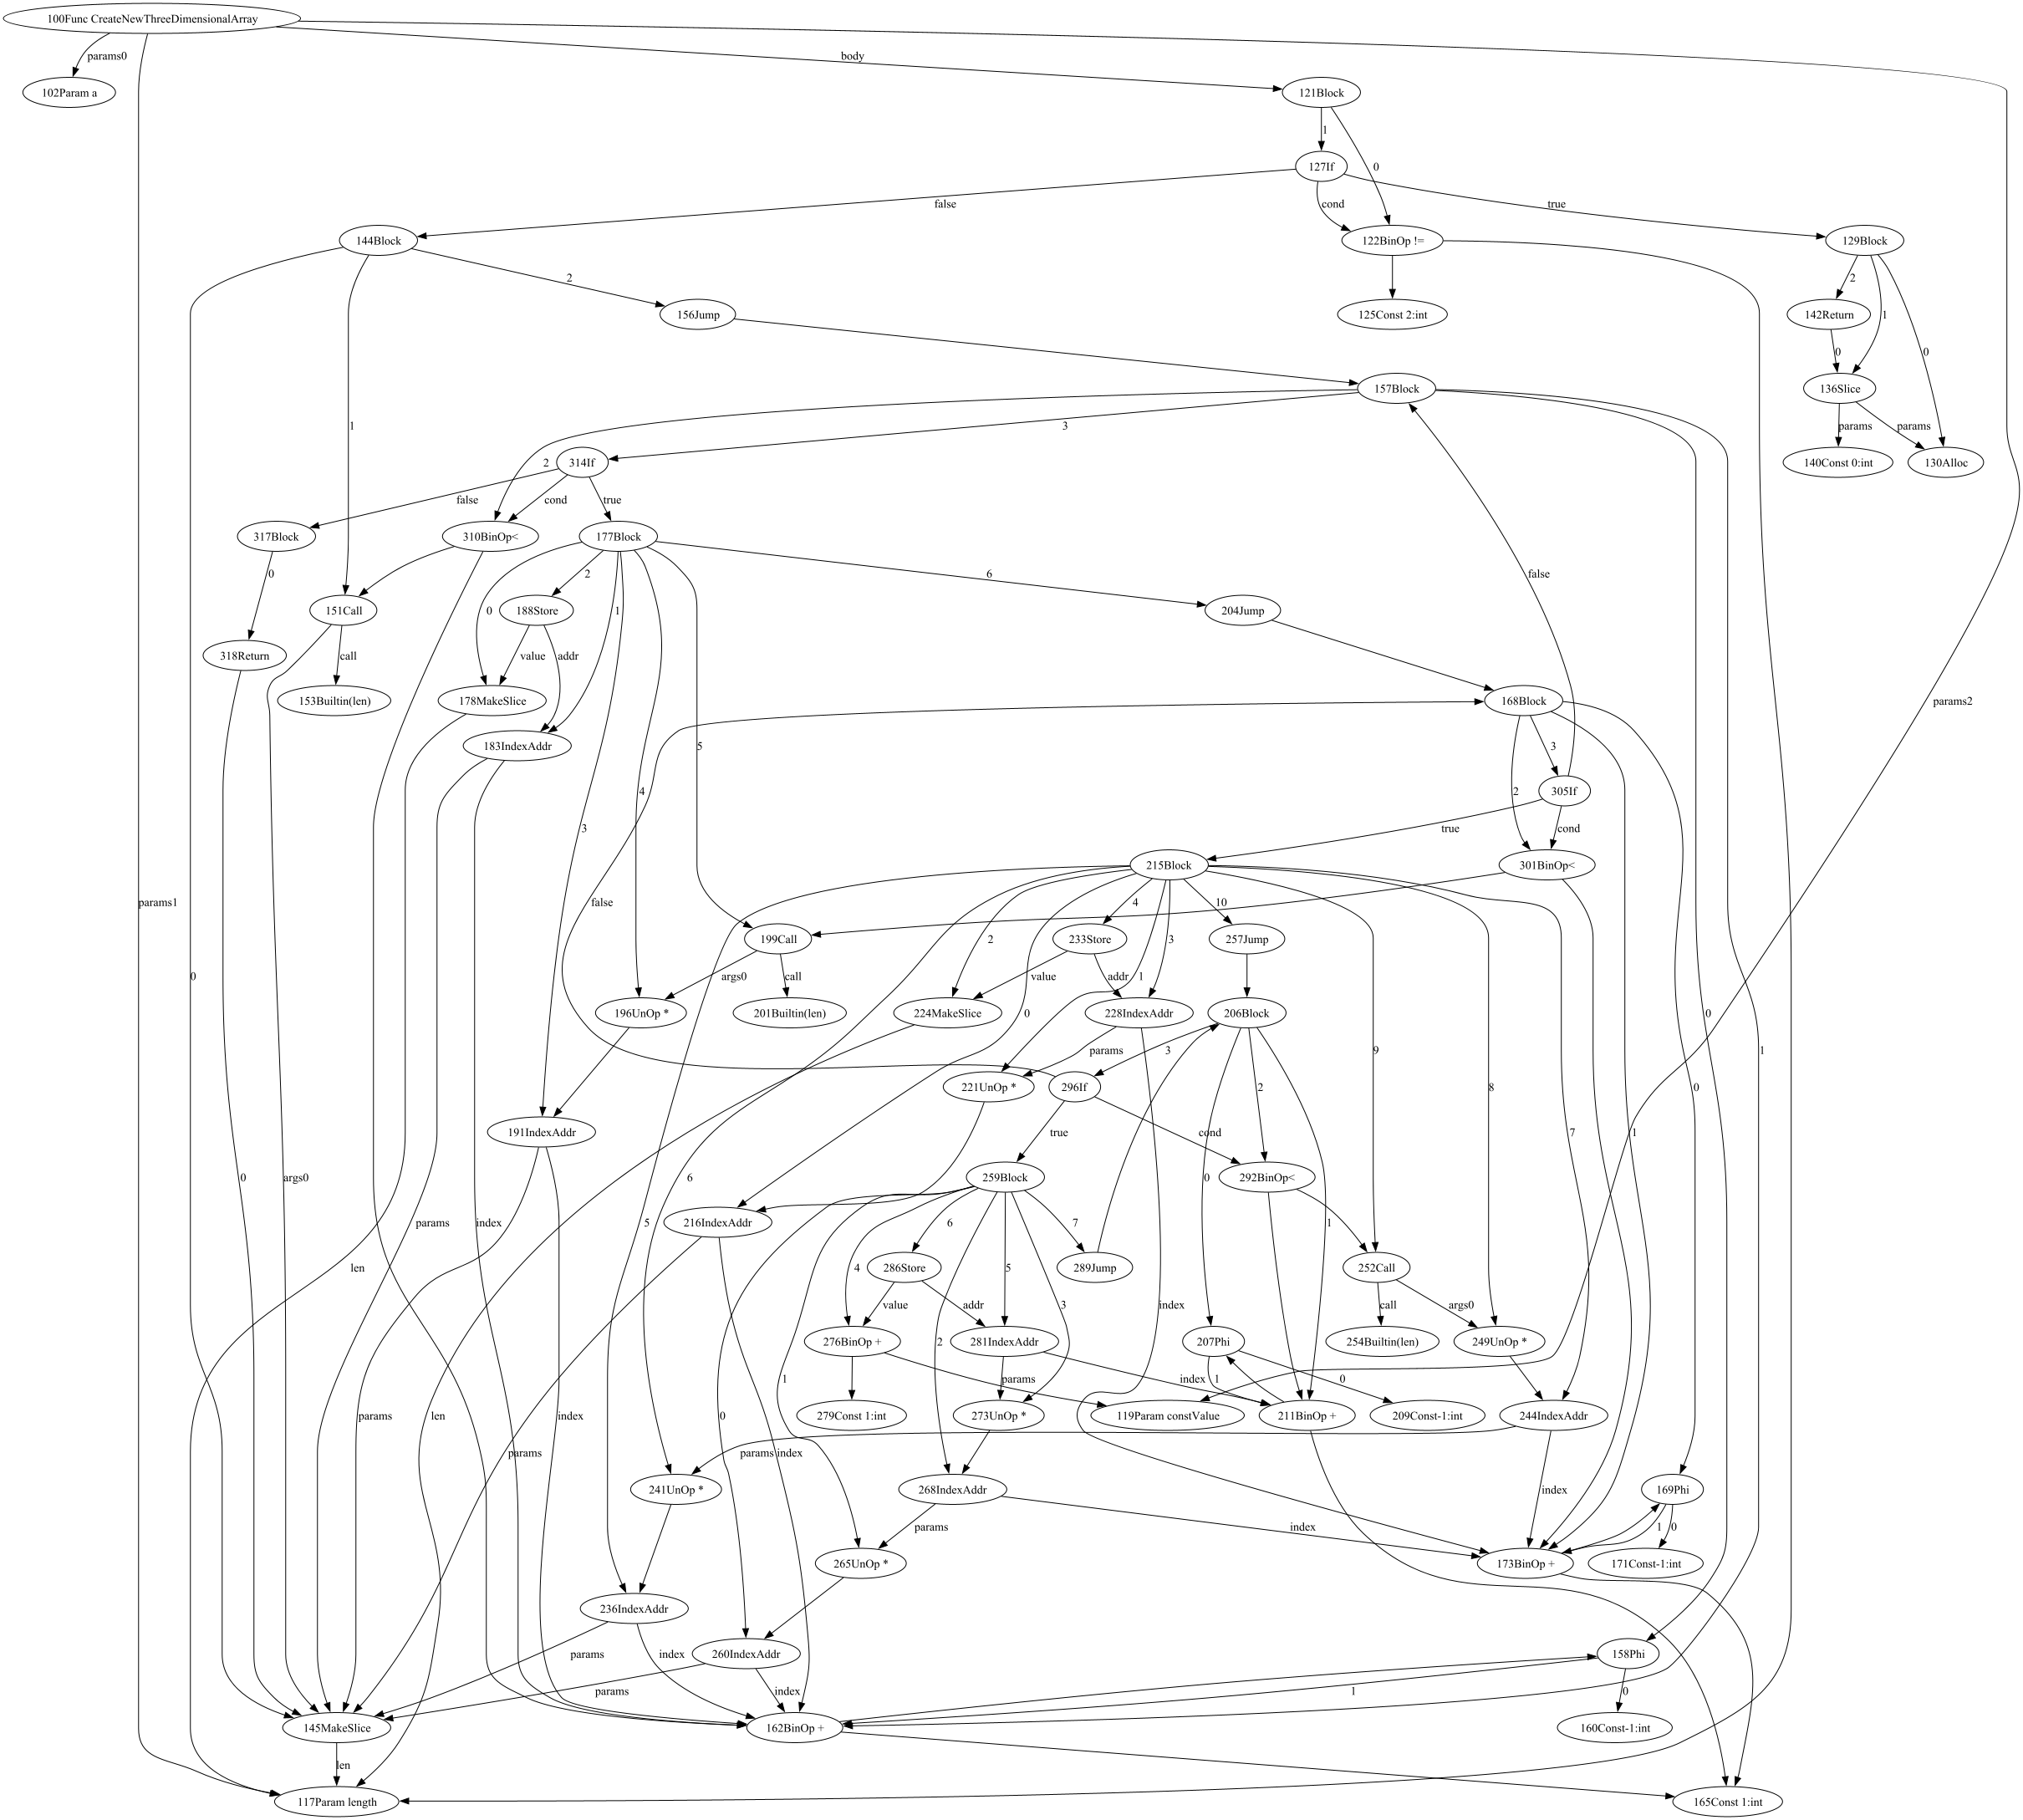 100Func CreateNewThreeDimensionalArray
params0
body
102Param a
121Block
1
127If
0
false
cond
true
144Block
122BinOp !=
129Block
2
2
1
0
156Jump
125Const 2:int
142Return
0
157Block
136Slice
1
3
params
params
2
314If
140Const 0:int
130Alloc
false
cond
true
317Block
310BinOp<
177Block
false
0
2
6
0
1
151Call
188Store
204Jump
318Return
call
value
addr
153Builtin(len)
178MakeSlice
168Block
params2
183IndexAddr
5
3
4
2
305If
3
true
cond
215Block
301BinOp<
params1
false
4
10
199Call
2
233Store
3
257Jump
0
args0
call
value
addr
1
196UnOp *
201Builtin(len)
0
224MakeSlice
228IndexAddr
206Block
0
1
params
3
9
221UnOp *
296If
2
8
0
191IndexAddr
true
cond
1
7
0
args0
6
259Block
292BinOp<
0
params
index
5
216IndexAddr
6
7
1
len
4
286Store
5
289Jump
252Call
value
addr
3
index
call
args0
2
276BinOp +
281IndexAddr
207Phi
254Builtin(len)
249UnOp *
1
params
index
1
0
params
index
len
0
279Const 1:int
273UnOp *
119Param constValue
211BinOp +
209Const-1:int
244IndexAddr
params
index
params
241UnOp *
268IndexAddr
index
169Phi
params
index
1
0
265UnOp *
173BinOp +
171Const-1:int
236IndexAddr
params
index
260IndexAddr
158Phi
params
index
1
0
145MakeSlice
162BinOp +
160Const-1:int
len
117Param length
165Const 1:int